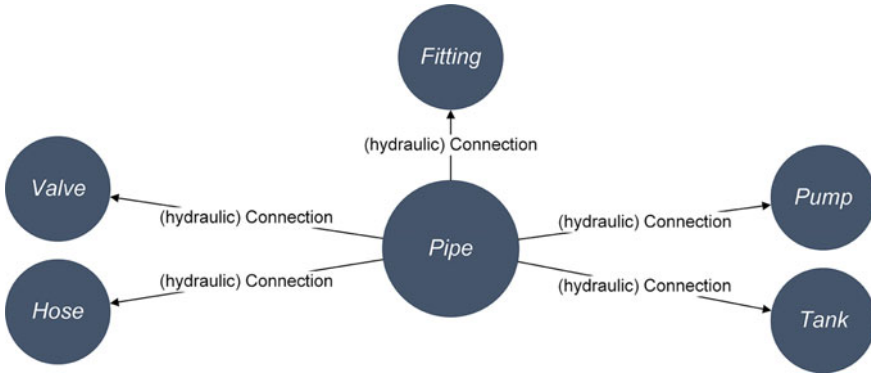 Fitting
(hydraulic) Connection
Valve
(hydraulic) Connection
Pipe
(hydraulic) Connection
Pump
Hose
(hydraulic) Connection
(hydraulic) Connection
Tank